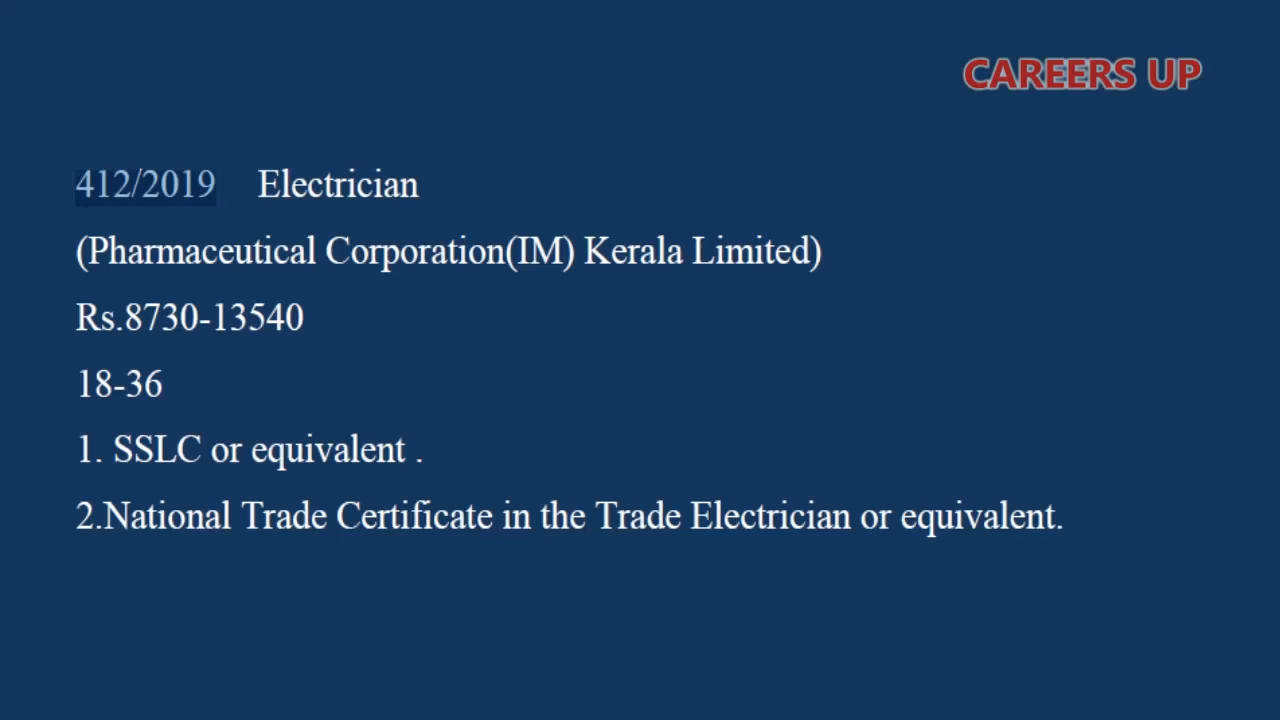 CAREERS UP
412/2019 Electrician
(Pharmaceutical Corporation(IM) Kerala Limited)
Rs.8730-13540
18-36
1. SSLC or equivalent .
2.National Trade Certificate in the Trade Electrician or equivalent.